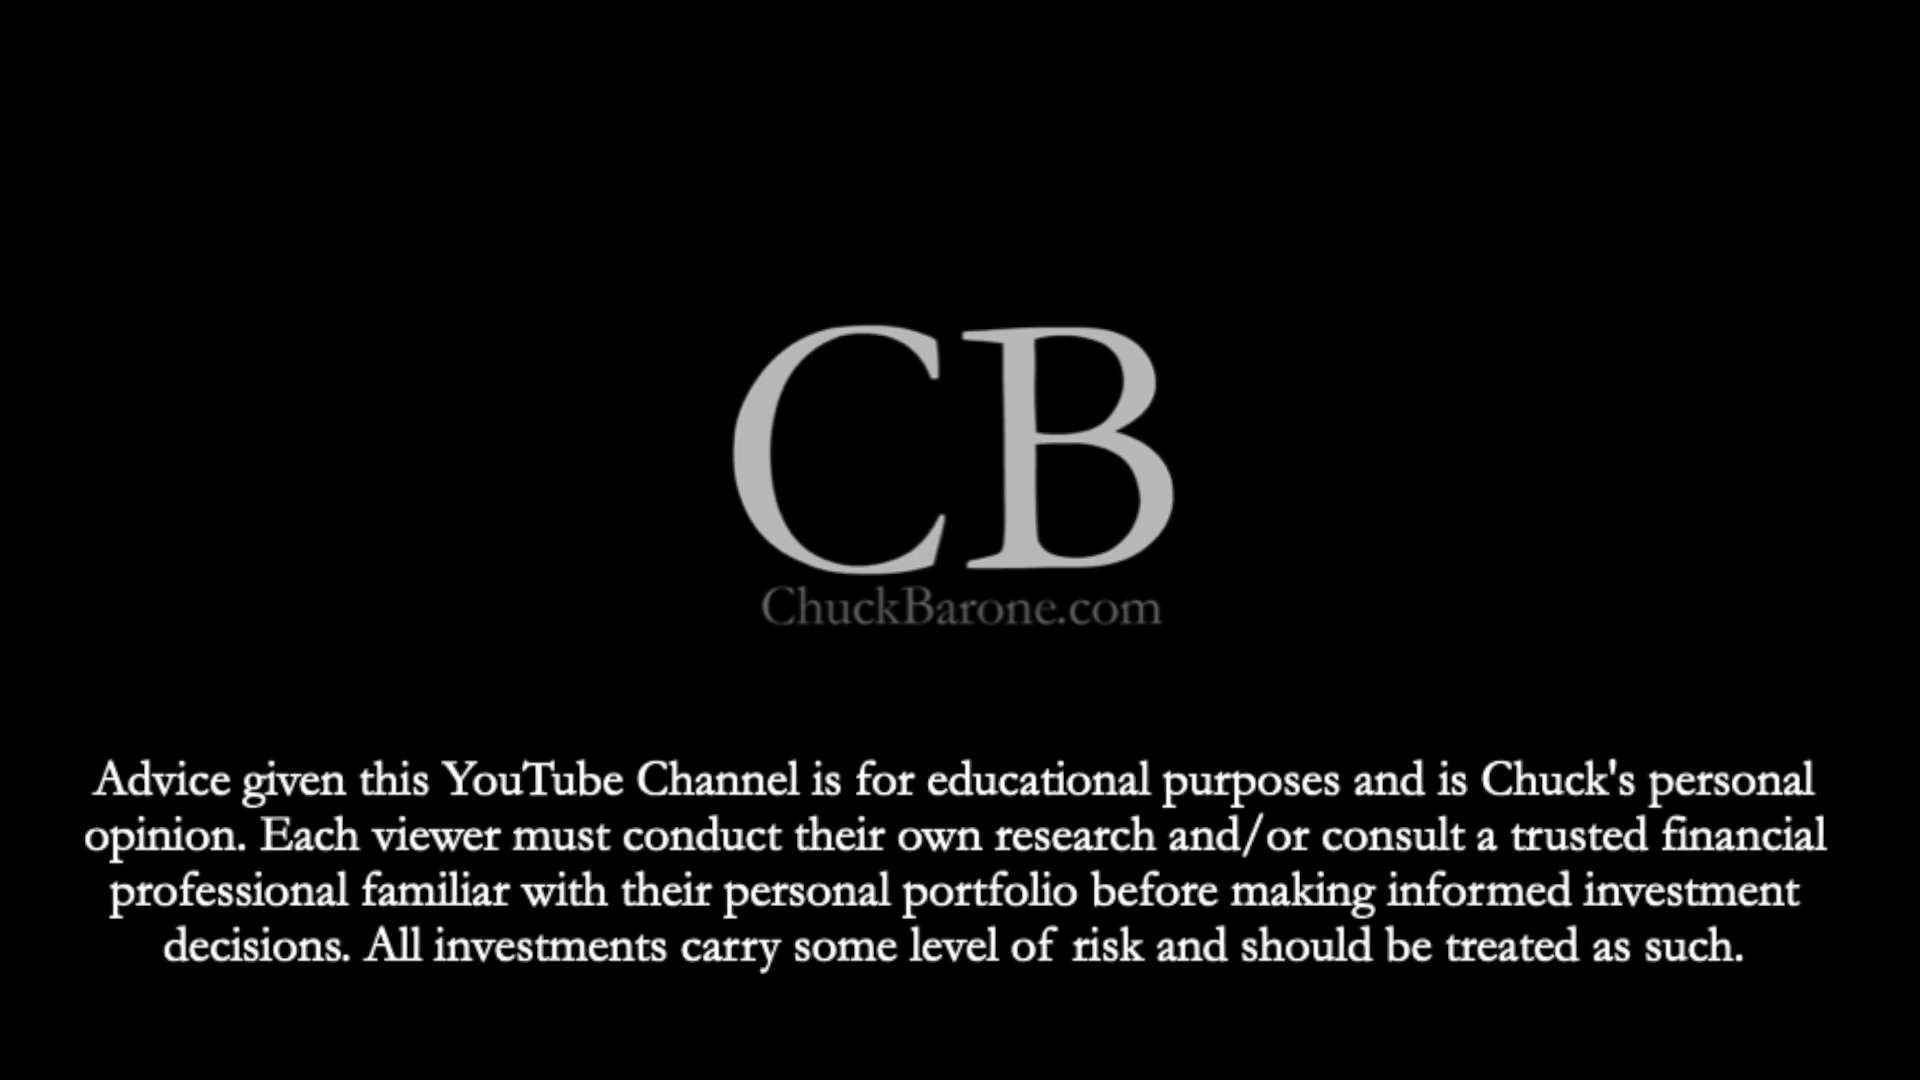 CB
ChuckBarone.com
Advice given this YouTube Channel is for educational purposes and is Chuck's personal
opinion. Each viewer must conduct their own research and/or consult a trusted financial
professional familiar with their personal portfolio before making informed investment
decisions. All investments carry some level of risk and should be treated as such.